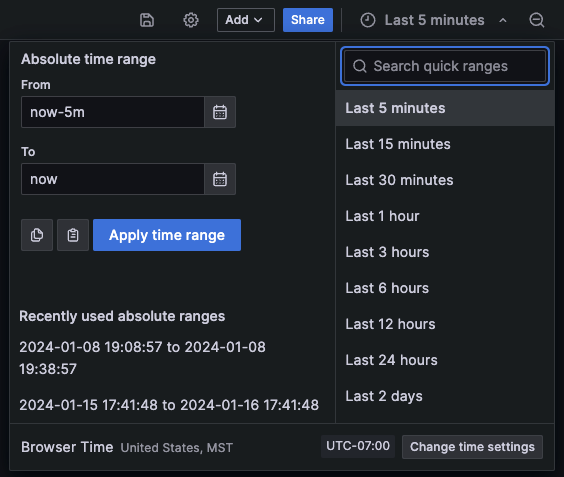 Add
Share
Last 5 minutes
Absolute time range
From
now-5m
To
now
Apply time range
Recently used absolute ranges
2024-01-08 19:08:57 to 2024-01-08
19:38:57
2024-01-15 17:41:48 to 2024-01-16 17:41:48
Search quick ranges
Last 5 minutes
Last 15 minutes
Last 30 minutes
Last 1 hour
Last 3 hours
Last 6 hours
Last 12 hours
Last 24 hours
Last 2 days
Browser Time United States, MST
UTC-07:00
Change time settings